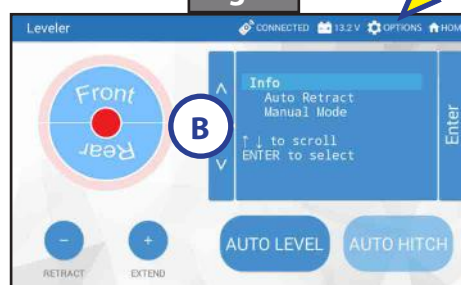 Leveler
CONNECTED 13.2 V OPTIONS HOM
Front
Rear
B
Info
Auto Retract
Manual Mode
↑ ↓ to scroll
ENTER to select
Enter
− +
RETRACT EXTEND
AUTO LEVEL AUTO HITCH